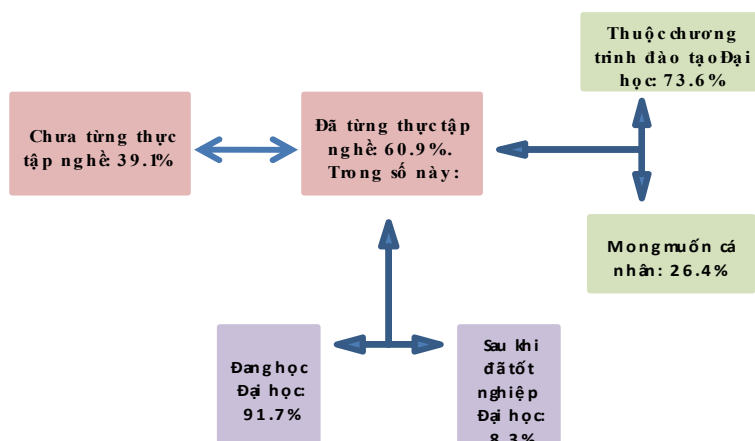 Thuộc chương
trình đào tạo Đại
học: 73.6%
Chưa từng thực
tập nghề: 39.1%
Đã từng thực tập
nghề: 60.9%.
Trong số này:
Mong muốn cá
nhân: 26.4%
Đang học
Đại học:
91.7%
Sau khi
đã tốt
nghiệp
Đại học:
8.3%